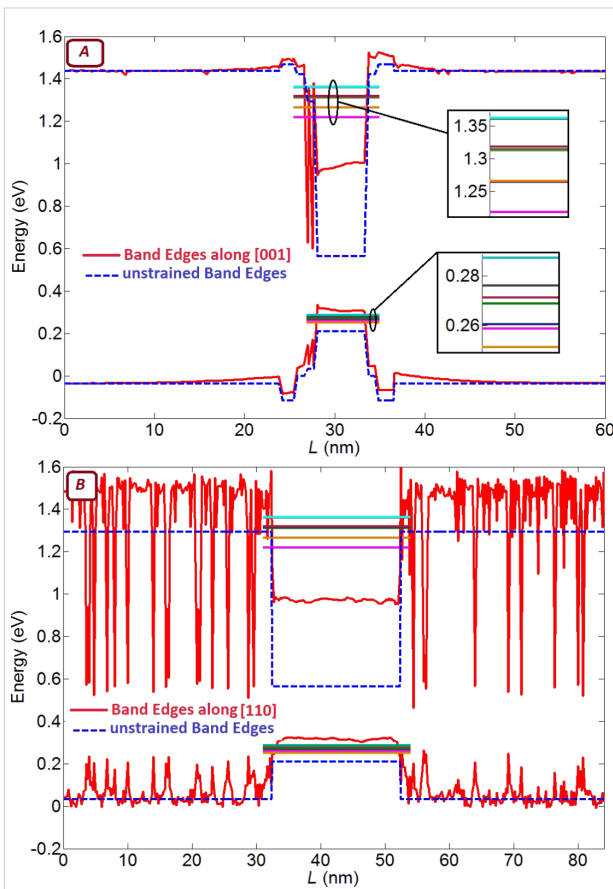 A
1.6
1.4
1.2
1
0.8
0.6
0.4
0.2
0
-0.2
Energy (eV)
1.35
1.3
1.25
Band Edges along [001]
unstrained Band Edges
0.28
0.26
0 10 20 30 40 50 60
L (nm)
B
1.6
1.4
1.2
1
0.8
0.6
0.4
0.2
0
-0.2
Energy (eV)
Band Edges along [110]
unstrained Band Edges
0 10 20 30 40 50 60 70 80
L (nm)